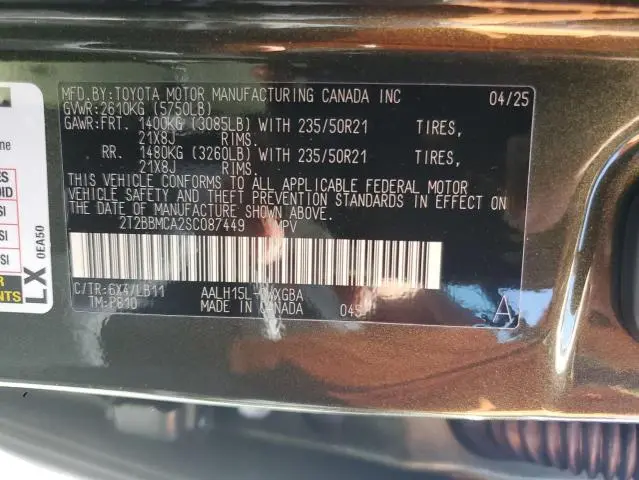 MFD.BY:TOYOTA MOTOR MANUFACTURING CANADA INC 04/25
GVWR:2610KG (5750LB)
GAWR:FRT. 1400KG (3085LB) WITH 235/50R21 TIRES,
21X8J RIMS.
RR. 1480KG (3260LB) WITH 235/50R21 TIRES,
21X8J RIMS.
THIS VEHICLE CONFORMS TO ALL APPLICABLE FEDERAL MOTOR
VEHICLE SAFETY AND THEFT PREVENTION STANDARDS IN EFFECT ON
THE DATE OF MANUFACTURE SHOWN ABOVE.
2T2BBMCA2SC087449 MPV
C/TR:6X4/LB11
TM:P810
MADE IN CANADA
A
LX 0EA50